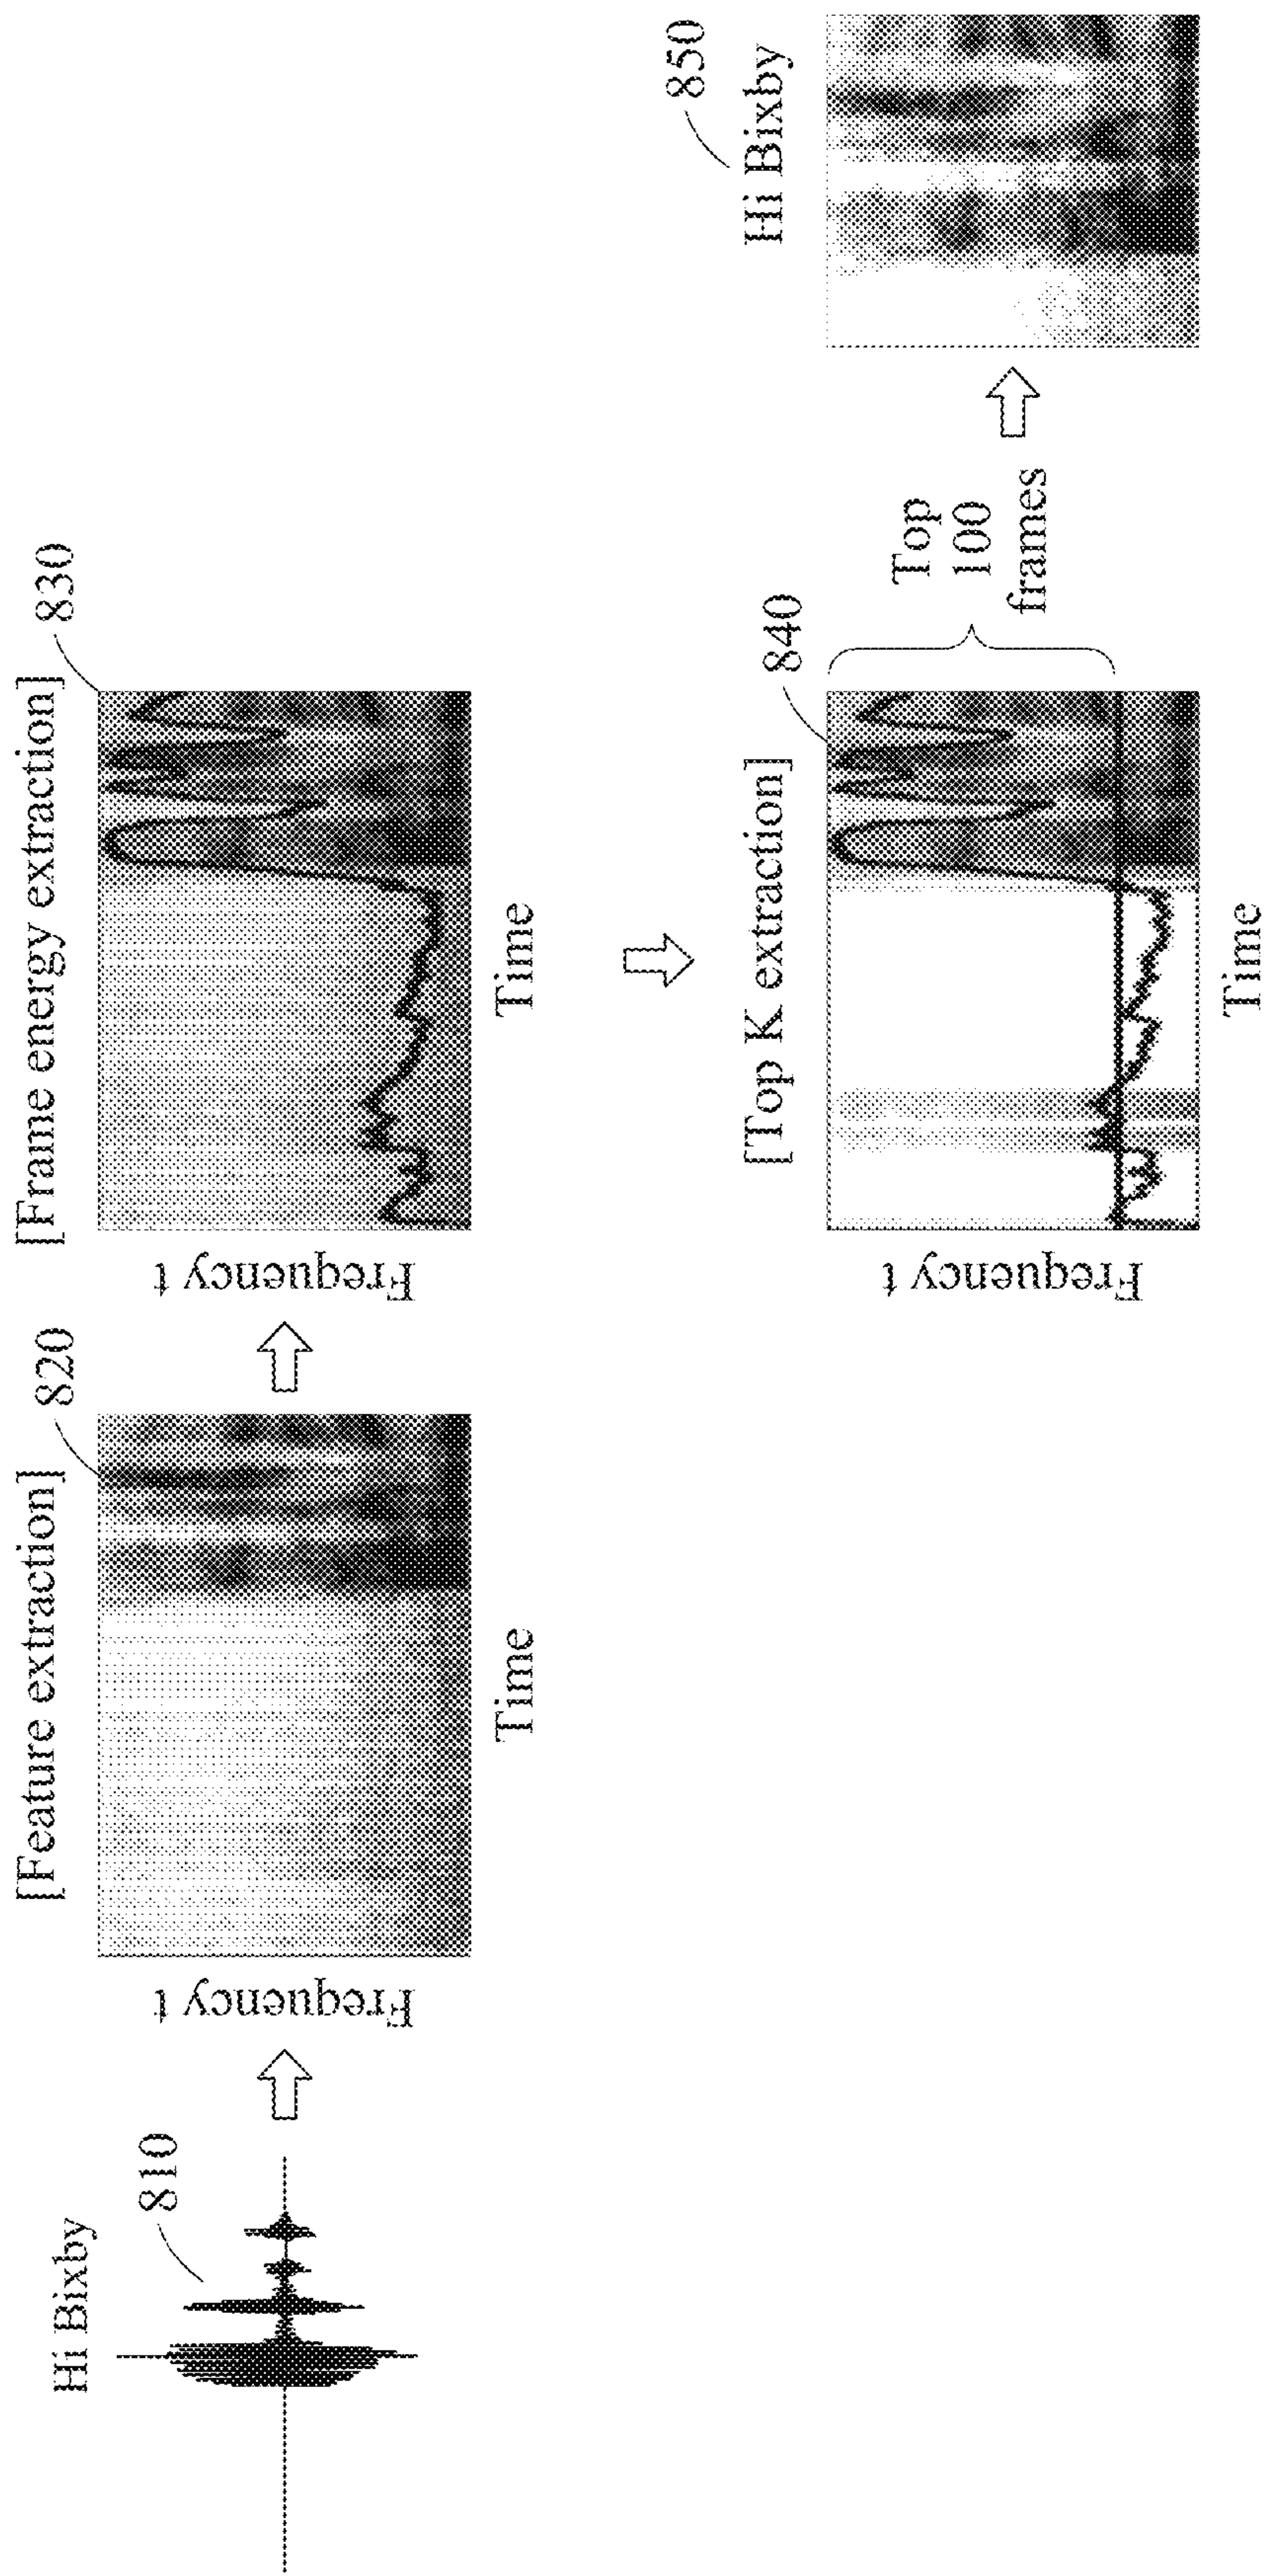 Hi Bixby
810
[Feature extraction]
820
Frequency t
Time
[Frame energy extraction]
830
Frequency t
Time
[Top K extraction]
840
Frequency t
Time
Top
100
frames
850
Hi Bixby